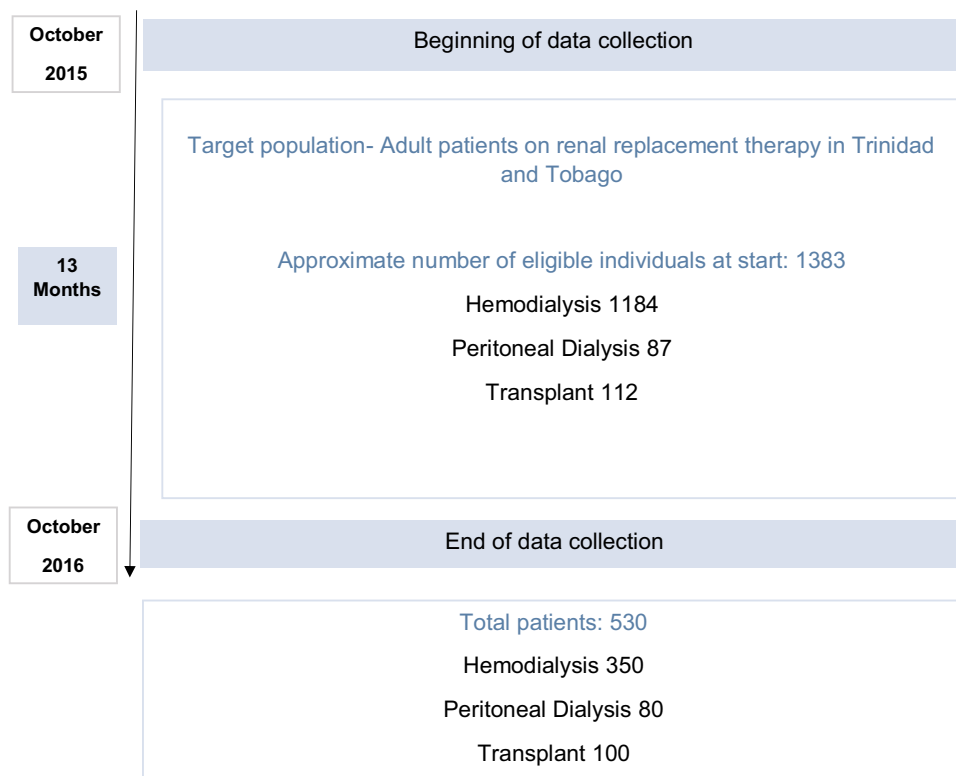 October
2015
Beginning of data collection
Target population- Adult patients on renal replacement therapy in Trinidad
and Tobago
Approximate number of eligible individuals at start: 1383
13
Months
Hemodialysis 1184
Peritoneal Dialysis 87
Transplant 112
October
2016
End of data collection
Total patients: 530
Hemodialysis 350
Peritoneal Dialysis 80
Transplant 100